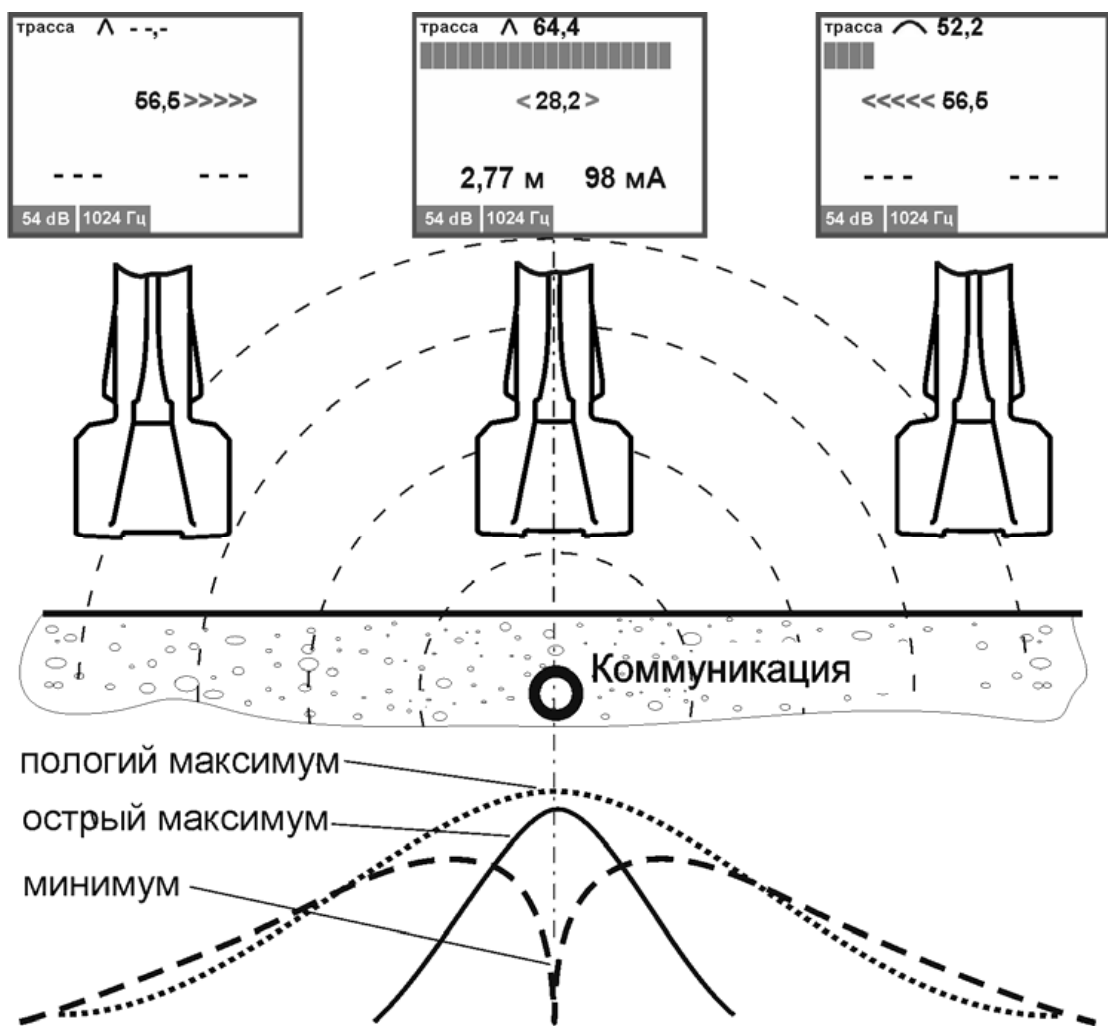 трасса ∧ - -,-
56,5 >>>>>
- - - - - -
54 dB 1024 Гц
трасса ∧ 64,4
< 28,2 >
2,77 м 98 мА
54 dB 1024 Гц
трасса ⌒ 52,2
<<<<< 56,5
- - - - - -
54 dB 1024 Гц
Коммуникация
пологий максимум
острый максимум
минимум